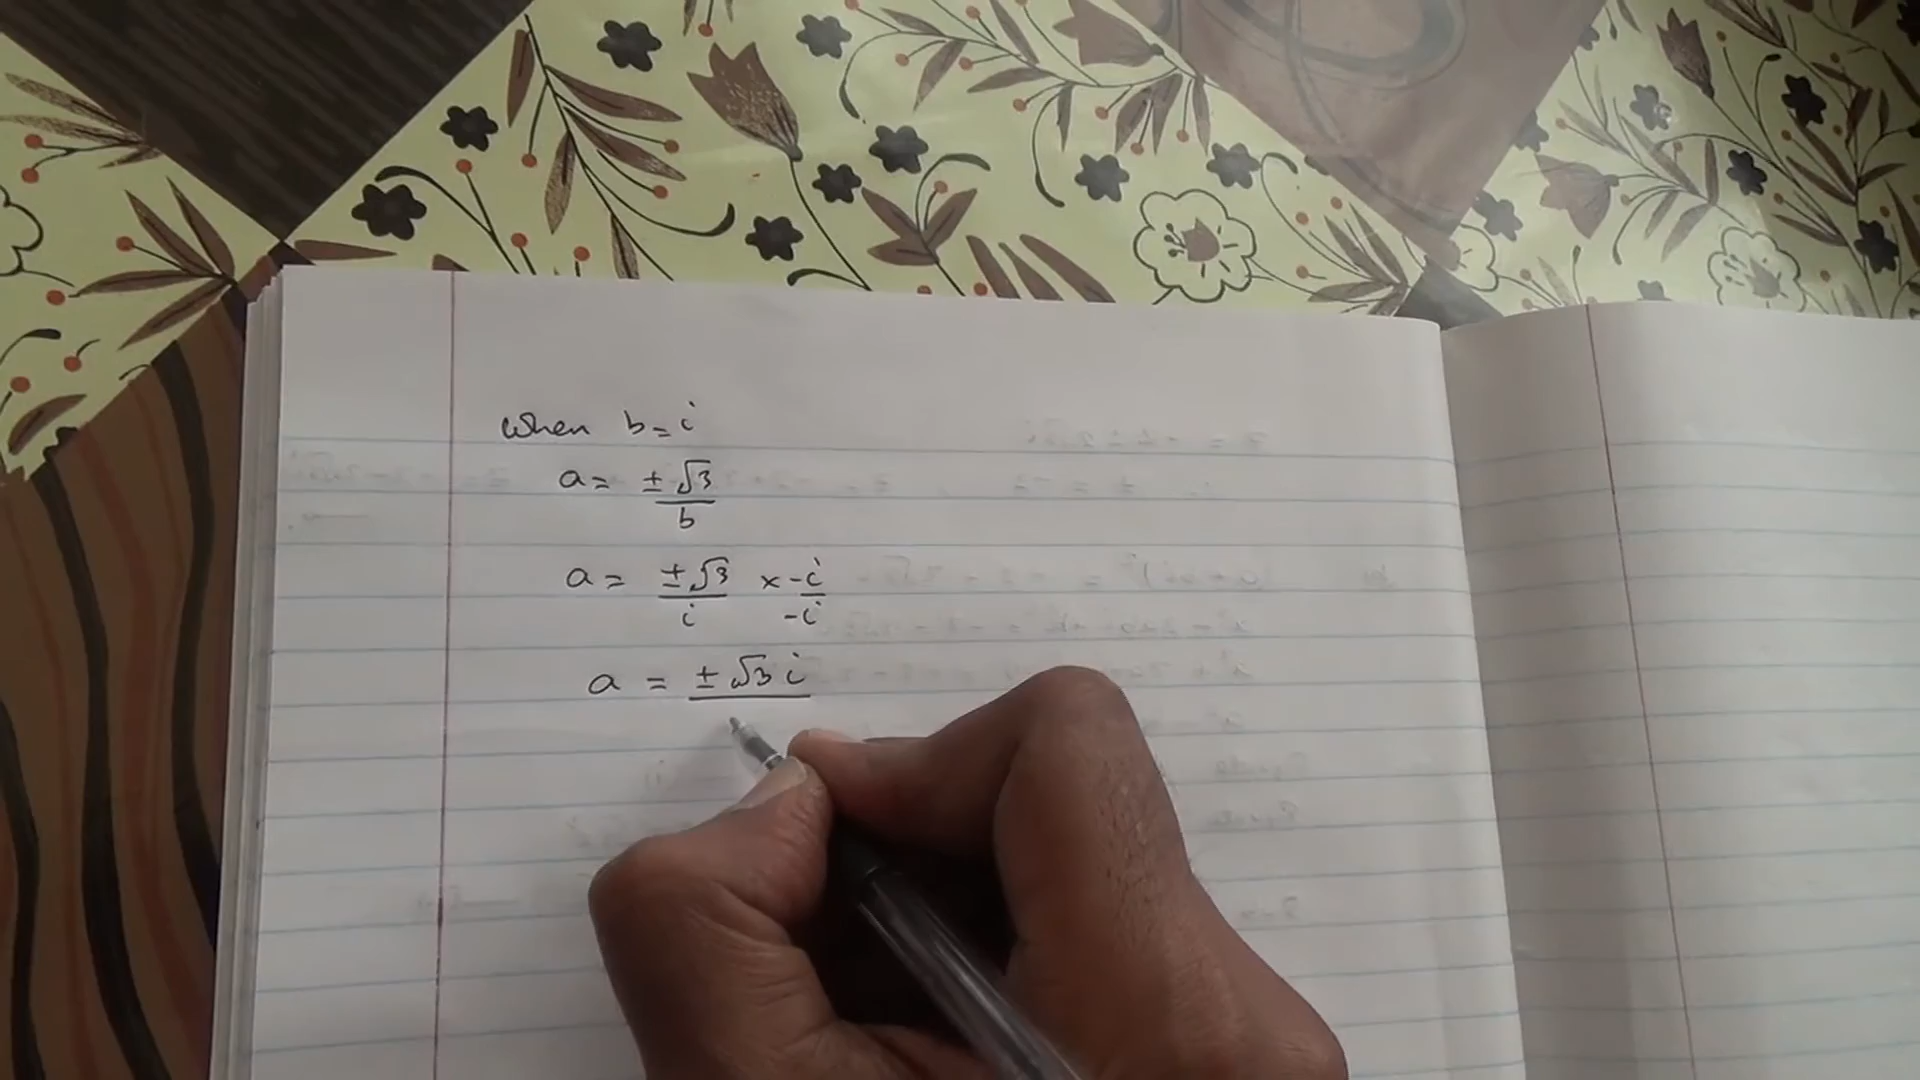 When b = i
a = ± √3 / b
a = ± √3 / i × -i / -i
a = ± √3 i